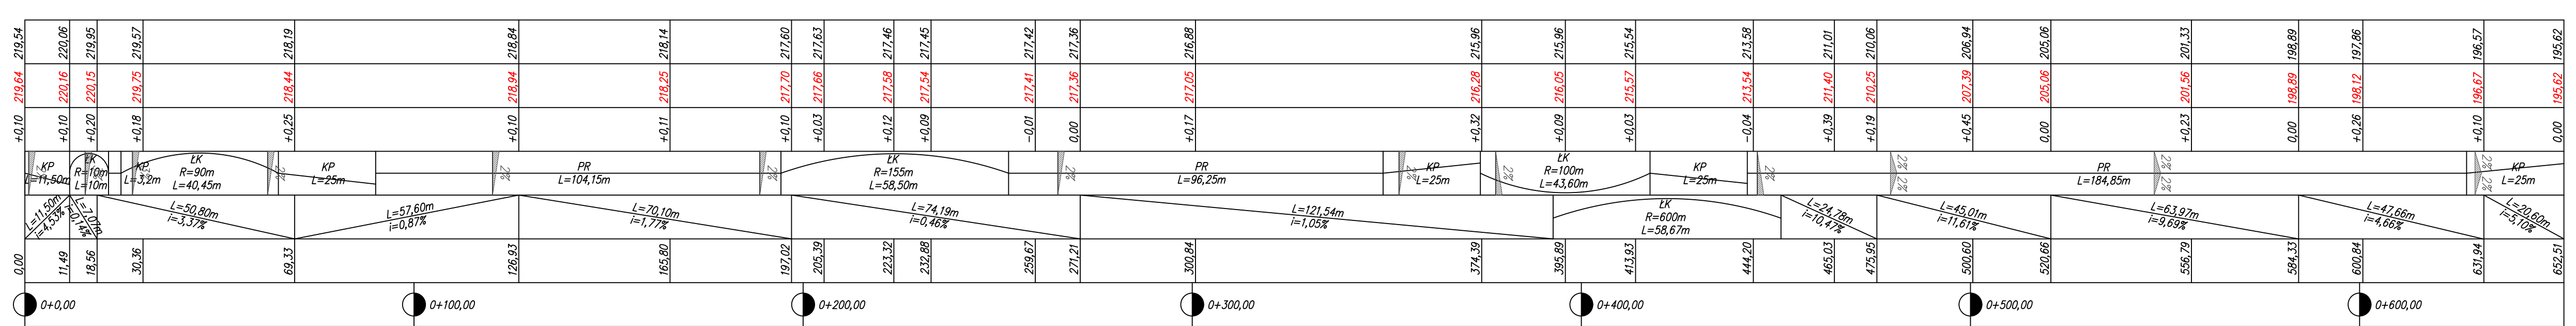 219,54 220,06 219,95 219,57 218,19 218,84 218,14 217,60 217,63 217,46 217,45 217,42 217,36 216,88 215,96 215,96 215,54 213,58 211,01 210,06 206,94 205,06 201,33 198,89 197,86 196,57 195,62
219,64 220,16 220,15 219,75 218,44 218,94 218,25 217,70 217,66 217,58 217,54 217,41 217,36 217,05 216,28 216,05 215,57 213,54 211,40 210,25 207,39 205,06 201,56 198,89 198,12 196,67 195,62
+0,10 +0,10 +0,20 +0,18 +0,25 +0,10 +0,11 +0,10 +0,03 +0,12 +0,09 -0,01 0,00 +0,17 +0,32 +0,09 +0,03 -0,04 +0,39 +0,19 +0,45 0,00 +0,23 0,00 +0,26 +0,10 0,00
KP
L=11,50m
ŁK
R=10m
L=10m
KP
L=3,2m
ŁK
R=90m
L=40,45m
2%
KP
L=25m
2%
PR
L=104,15m
2%
ŁK
R=155m
L=58,50m
2%
PR
L=96,25m
2%
KP
L=25m
2%
ŁK
R=100m
L=43,60m
KP
L=25m
2%
2%
2%
PR
L=184,85m
2%
2%
2%
2%
KP
L=25m
L=11,50m
i=4,53%
L=7,07m
i=0,14%
L=50,80m
i=3,37%
L=57,60m
i=0,87%
L=70,10m
i=1,77%
L=74,19m
i=0,46%
L=121,54m
i=1,05%
ŁK
R=600m
L=58,67m
L=24,78m
i=10,47%
L=45,01m
i=11,61%
L=63,97m
i=9,69%
L=47,66m
i=4,66%
L=20,60m
i=5,10%
0,00 11,49 18,56 30,36 69,33 126,93 165,80 197,02 205,39 223,32 232,88 259,67 271,21 300,84 374,39 395,89 413,93 444,20 465,03 475,95 500,60 520,66 556,79 584,33 600,84 631,94 652,51
0+0,00 0+100,00 0+200,00 0+300,00 0+400,00 0+500,00 0+600,00